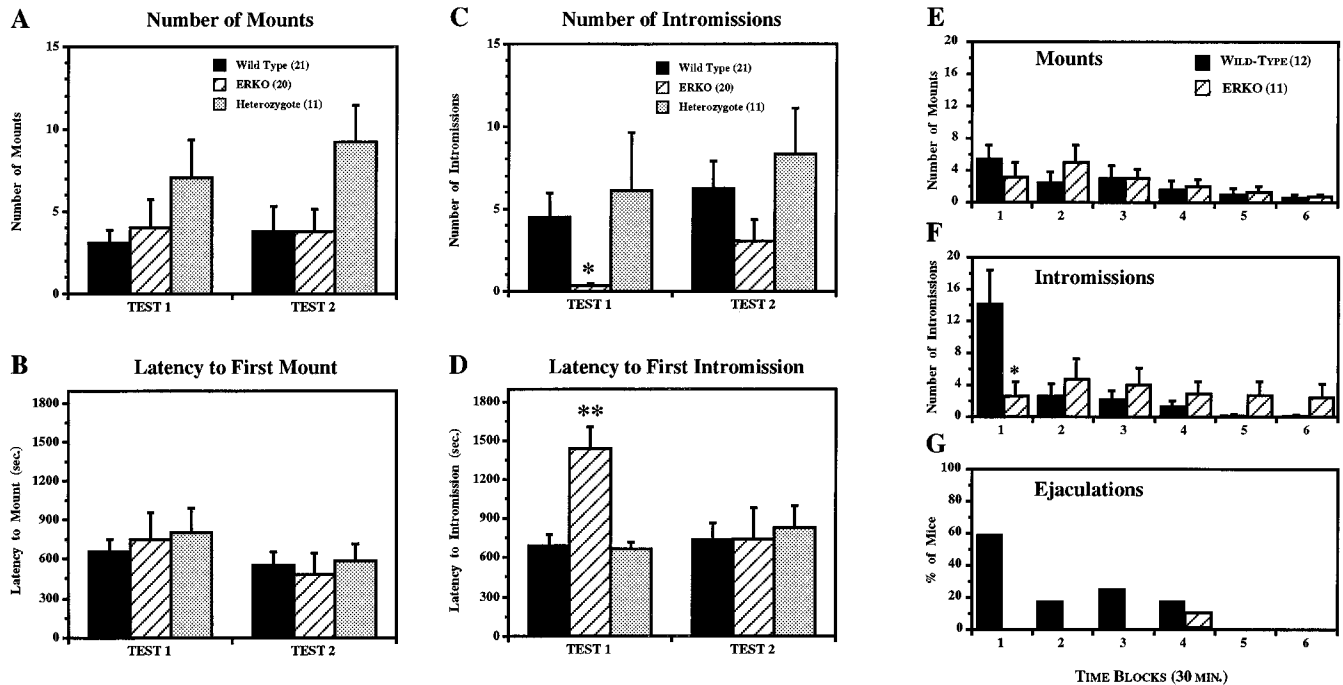 A
Number of Mounts
15
10
5
0
Number of Mounts
Wild Type (21)
ERKO (20)
Heterozygote (11)
TEST 1
TEST 2
B
Latency to First Mount
1800
1500
1200
900
600
300
0
Latency to Mount (sec.)
TEST 1
TEST 2
C
Number of Intromissions
15
10
5
0
Number of Intromissions
Wild Type (21)
ERKO (20)
Heterozygote (11)
*
TEST 1
TEST 2
D
Latency to First Intromission
1800
1500
1200
900
600
300
0
Latency to Intromission (sec.)
**
TEST 1
TEST 2
E
Mounts
20
16
12
8
4
0
Number of Mounts
WILD-TYPE (12)
ERKO (11)
1 2 3 4 5 6
F
Intromissions
20
16
12
8
4
0
Number of Intromissions
*
1 2 3 4 5 6
G
Ejaculations
100
80
60
40
20
0
% of Mice
1 2 3 4 5 6
TIME BLOCKS (30 MIN.)